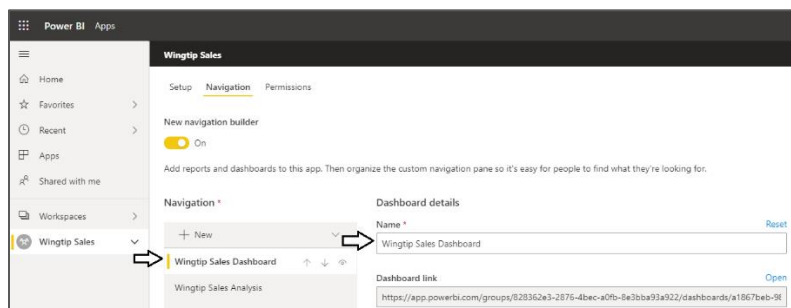 Power BI Apps
Wingtip Sales
Home
Favorites
Recent
Apps
Shared with me
Workspaces
Wingtip Sales
Setup Navigation Permissions
New navigation builder
On
Add reports and dashboards to this app. Then organize the custom navigation pane so it's easy for people to find what they're looking for.
Navigation *
+ New
Wingtip Sales Dashboard
Wingtip Sales Analysis
Dashboard details
Name * Reset
Wingtip Sales Dashboard
Dashboard link Open
https://app.powerbi.com/groups/828362e3-2876-4bec-a0fb-8e3bba93a922/dashboards/a1867beb-98